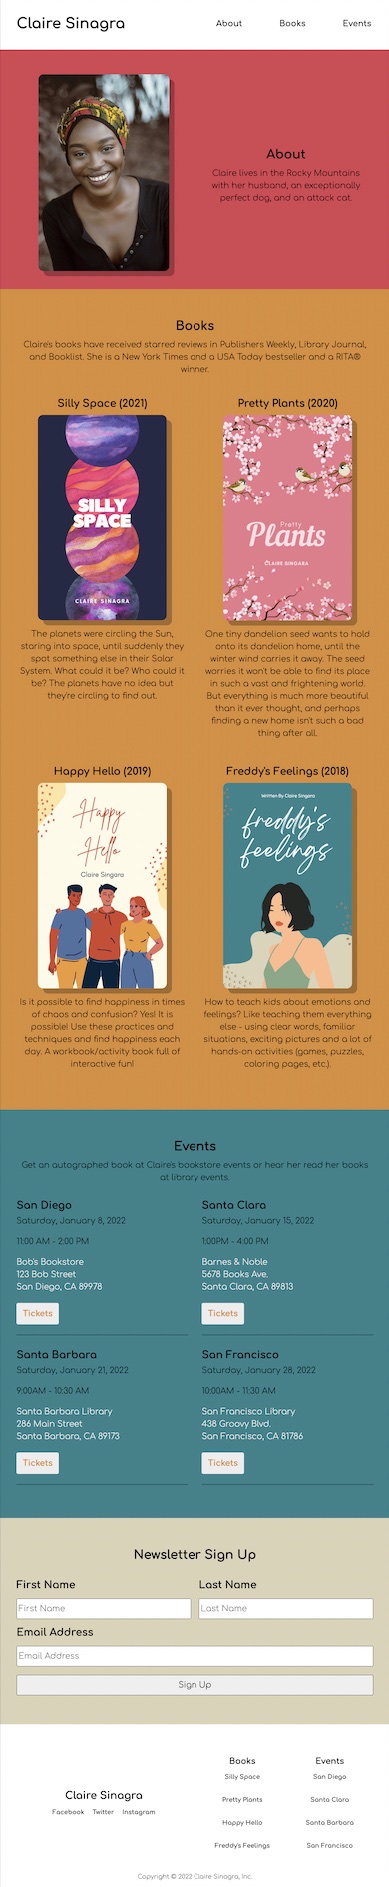 Claire Sinagra
About
Books
Events
About
Claire lives in the Rocky Mountains
with her husband, an exceptionally
perfect dog, and an attack cat.
Books
Claire's books have received starred reviews in Publishers Weekly, Library Journal,
and Booklist. She is a New York Times and a USA Today bestseller and a RITA®
winner.
Silly Space (2021)
SILLY
SPACE
CLAIRE SINAGRA
The planets were circling the Sun,
staring into space, until suddenly they
spot something else in their Solar
System. What could it be? Who could it
be? The planets have no idea but
they're circling to find out.
Pretty Plants (2020)
Pretty
Plants
CLAIRE SINGARA
One tiny dandelion seed wants to hold
onto its dandelion home, until the
winter wind carries it away. The seed
worries it won't be able to find its place
in such a vast and frightening world.
But everything is much more beautiful
than it ever thought, and perhaps
finding a new home isn't such a bad
thing after all.
Happy Hello (2019)
Happy
Hello
Claire Singara
Is it possible to find happiness in times
of chaos and confusion? Yes! It is
possible! Use these practices and
techniques and find happiness each
day. A workbook/activity book full of
interactive fun!
Freddy's Feelings (2018)
Written By Claire Singara
freddy's
feelings
How to teach kids about emotions and
feelings? Like teaching them everything
else - using clear words, familiar
situations, exciting pictures and a lot of
hands-on activities (games, puzzles,
coloring pages, etc.).
Events
Get an autographed book at Claire's bookstore events or hear her read her books
at library events.
San Diego
Saturday, January 8, 2022
11:00 AM - 2:00 PM
Bob's Bookstore
123 Bob Street
San Diego, CA 89978
Tickets
Santa Clara
Saturday, January 15, 2022
1:00PM - 4:00 PM
Barnes & Noble
5678 Books Ave.
Santa Clara, CA 89813
Tickets
Santa Barbara
Saturday, January 21, 2022
9:00AM - 10:30 AM
Santa Barbara Library
286 Main Street
Santa Barbara, CA 89173
Tickets
San Francisco
Saturday, January 28, 2022
10:00AM - 11:30 AM
San Francisco Library
438 Groovy Blvd.
San Francisco, CA 81786
Tickets
Newsletter Sign Up
First Name
First Name
Last Name
Last Name
Email Address
Email Address
Sign Up
Claire Sinagra
Facebook Twitter Instagram
Books
Silly Space
Pretty Plants
Happy Hello
Freddy's Feelings
Events
San Diego
Santa Clara
Santa Barbara
San Francisco
Copyright © 2022 Claire Sinagra, Inc.